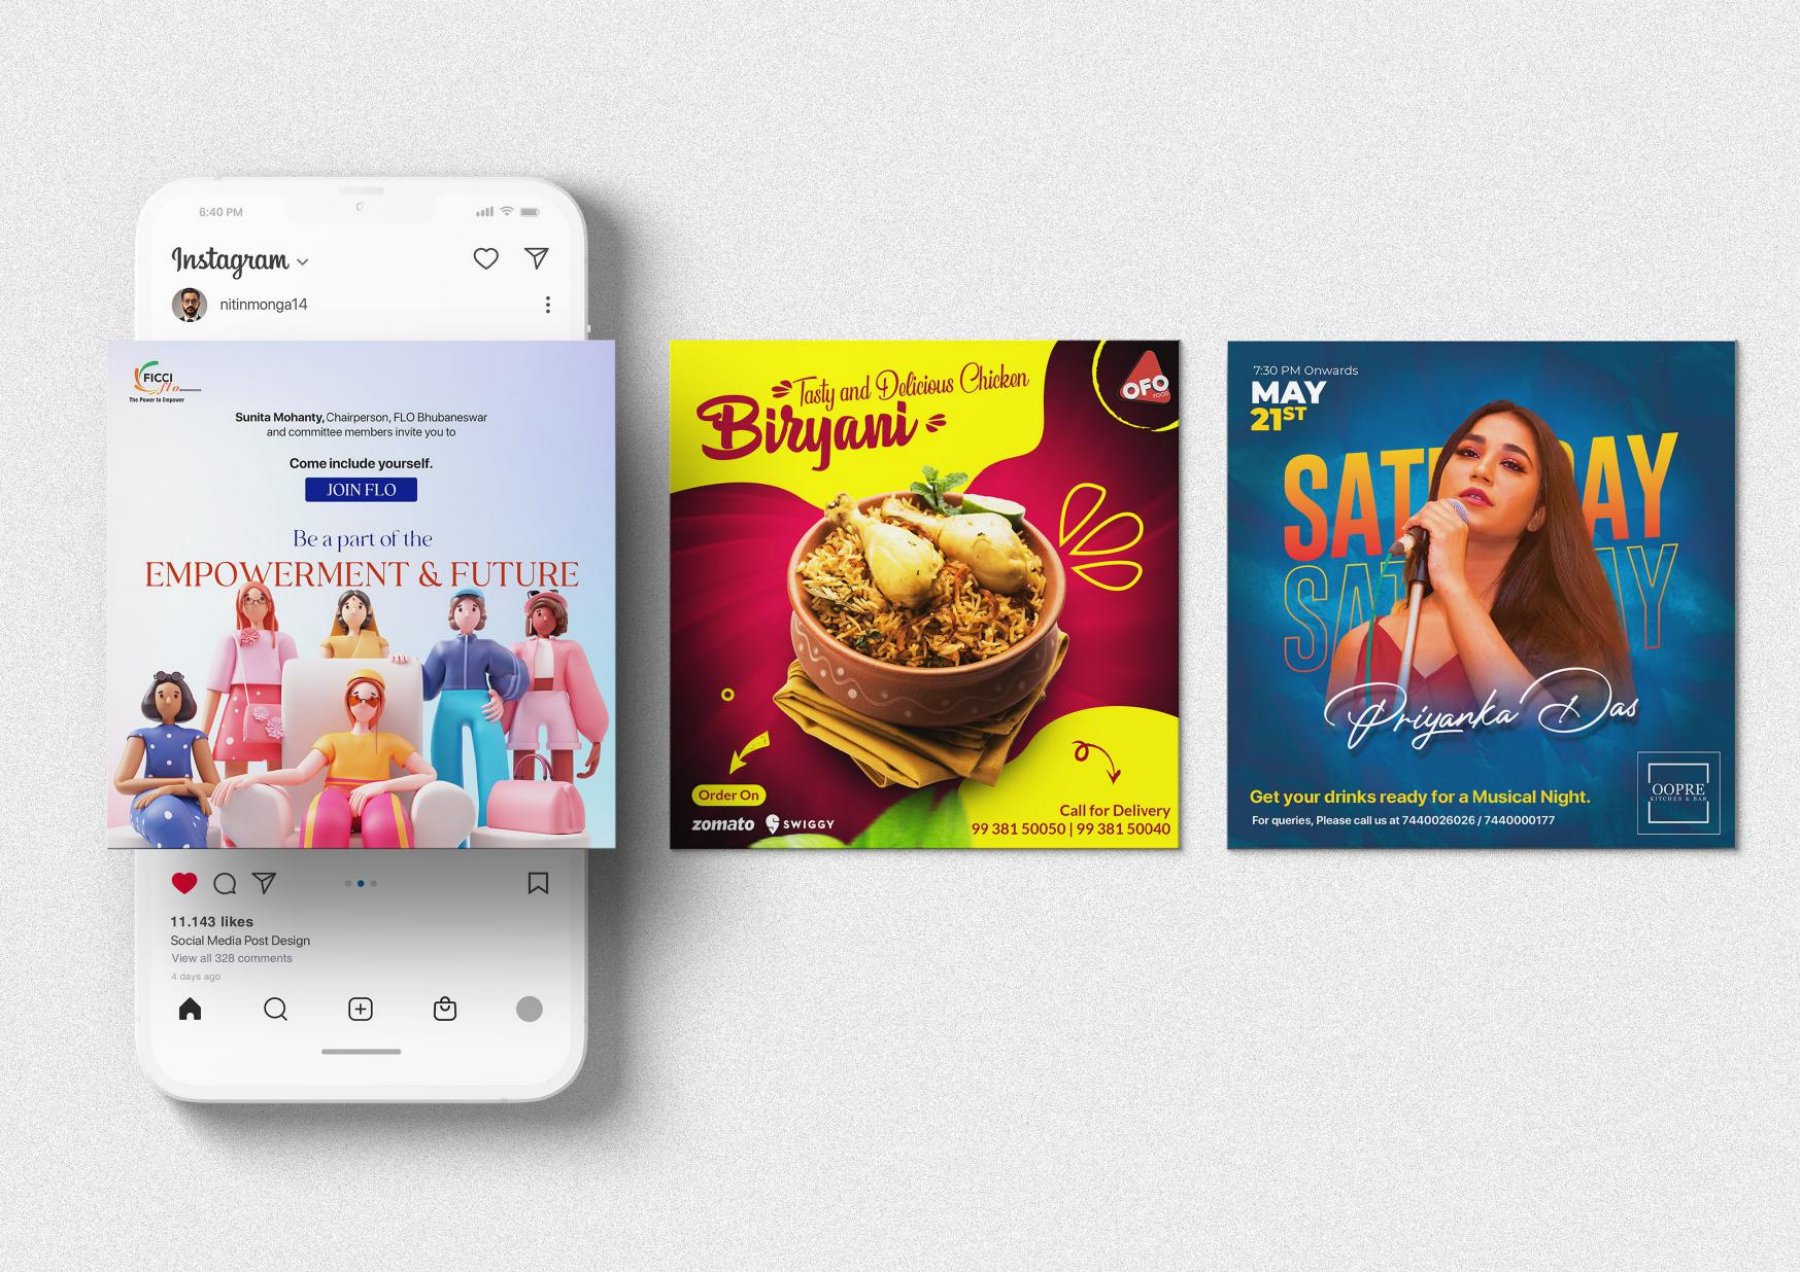 6:40 PM
Instagram
nitinmonga14
FICCI
flo
The Power to Empower
Sunita Mohanty, Chairperson, FLO Bhubaneswar
and committee members invite you to
Come include yourself.
JOIN FLO
Be a part of the
EMPOWERMENT & FUTURE
11.143 likes
Social Media Post Design
View all 328 comments
4 days ago
Tasty and Delicious Chicken
Biryani
OFO
FOOD
Order On
zomato SWIGGY
Call for Delivery
99 381 50050 | 99 381 50040
7:30 PM Onwards
MAY
21ST
SAT AY
SA Y
Priyanka Das
Get your drinks ready for a Musical Night.
For queries, Please call us at 7440026026 / 7440000177
OOPRE
KITCHEN & BAR